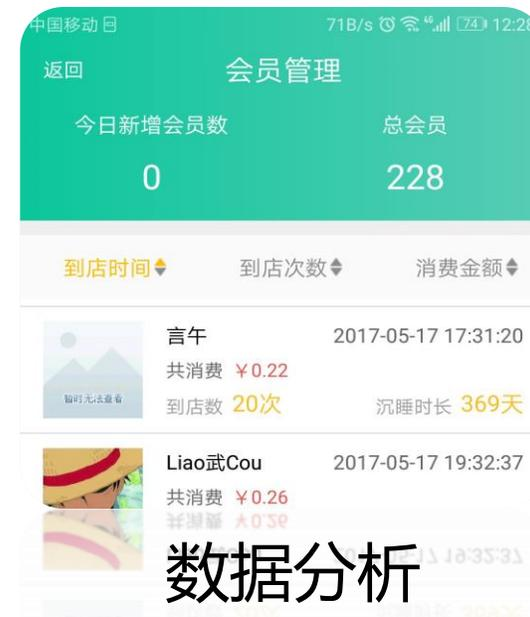 中国移动 71B/s 46 74 12:28
返回 会员管理
今日新增会员数 总会员
0 228
到店时间 到店次数 消费金额
言午 2017-05-17 17:31:20
共消费 ￥0.22
暂时无法查看
到店数 20次 沉睡时长 369天
Liao武Cou 2017-05-17 19:32:37
共消费 ￥0.26
数据分析